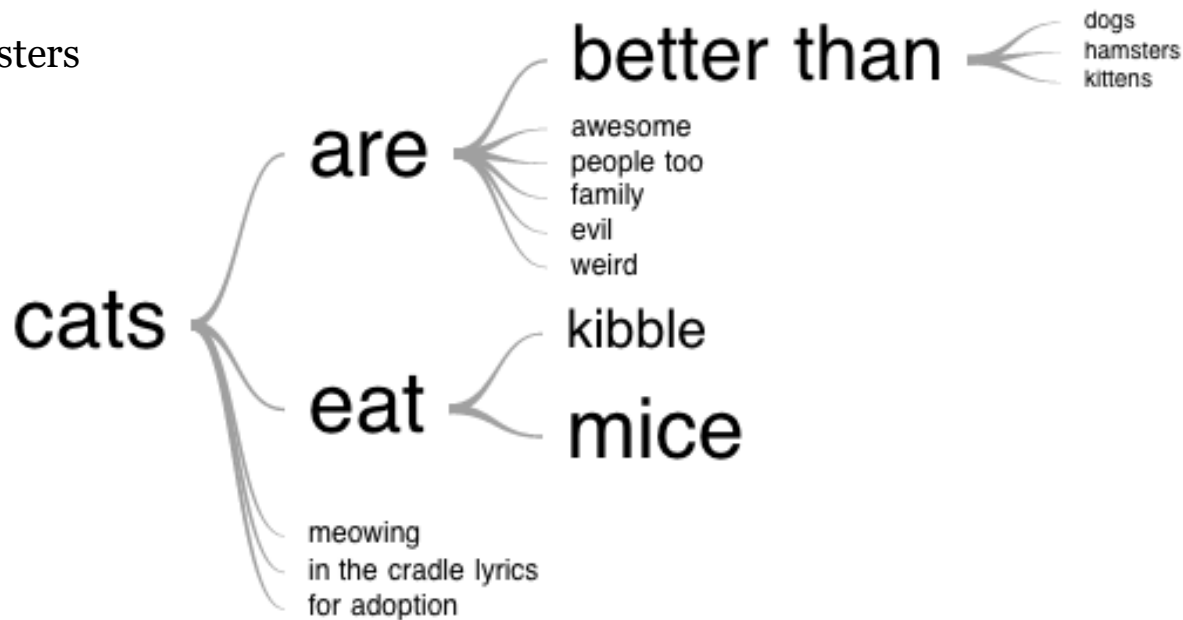 sters
cats
are
better than
dogs
hamsters
kittens
awesome
people too
family
evil
weird
eat
kibble
mice
meowing
in the cradle lyrics
for adoption